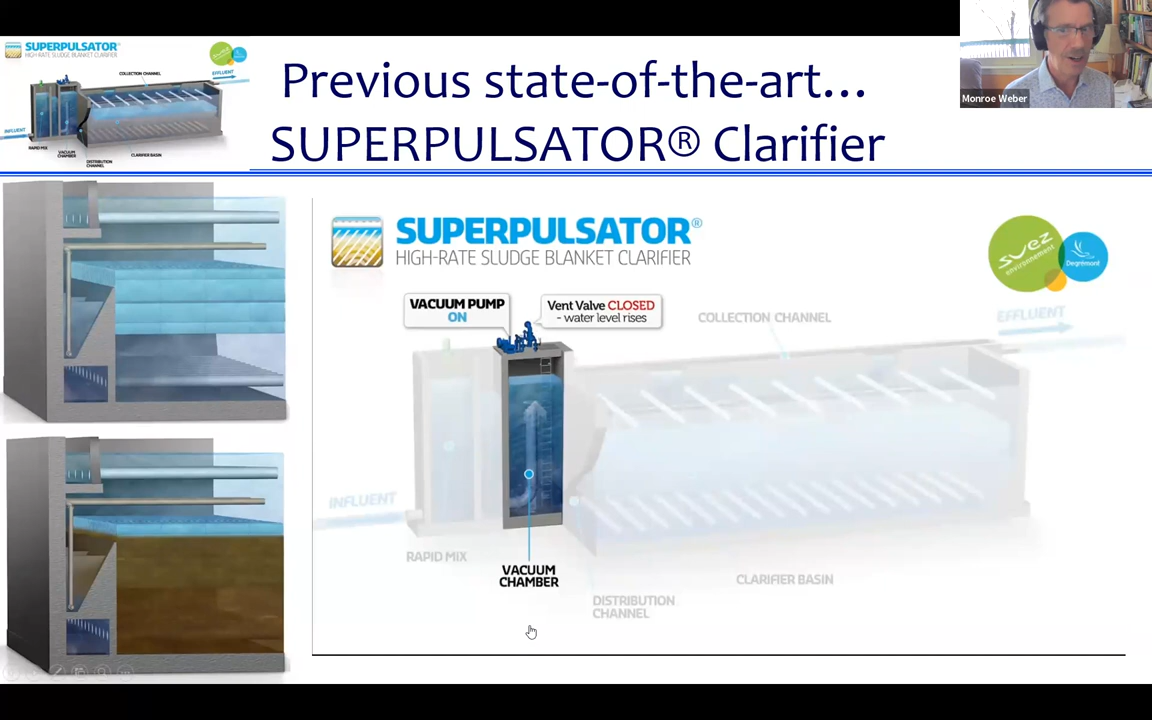 SUPERPULSATOR®
HIGH-RATE SLUDGE BLANKET CLARIFIER
COLLECTION CHANNEL
EFFLUENT
INFLUENT
RAPID MIX
VACUUM
CHAMBER
DISTRIBUTION
CHANNEL
CLARIFIER BASIN
Previous state-of-the-art...
SUPERPULSATOR® Clarifier
Monroe Weber
SUPERPULSATOR®
HIGH-RATE SLUDGE BLANKET CLARIFIER
suez
environnement
Degrémont
VACUUM PUMP
ON
Vent Valve CLOSED
- water level rises
COLLECTION CHANNEL
EFFLUENT
INFLUENT
RAPID MIX
VACUUM
CHAMBER
CLARIFIER BASIN
DISTRIBUTION
CHANNEL